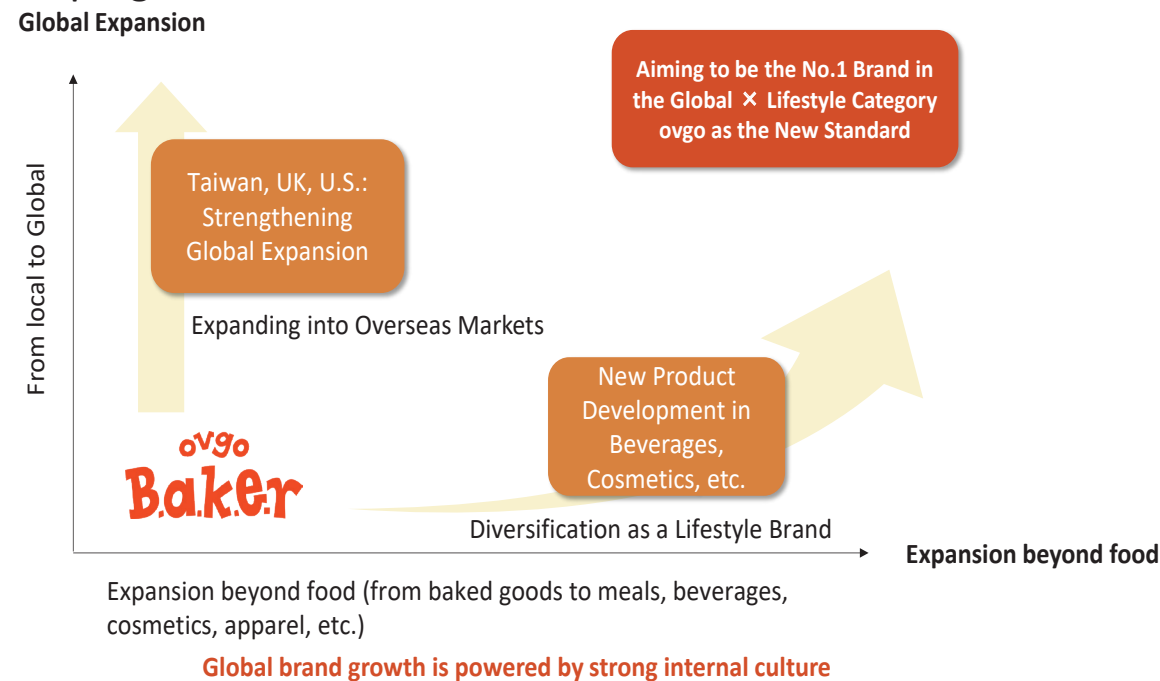 Global Expansion
Aiming to be the No.1 Brand in
the Global × Lifestyle Category
ovgo as the New Standard
From local to Global
Taiwan, UK, U.S.:
Strengthening
Global Expansion
Expanding into Overseas Markets
New Product
Development in
Beverages,
Cosmetics, etc.
ovgo
B.a.k.e.r
Diversification as a Lifestyle Brand
Expansion beyond food
Expansion beyond food (from baked goods to meals, beverages,
cosmetics, apparel, etc.)
Global brand growth is powered by strong internal culture